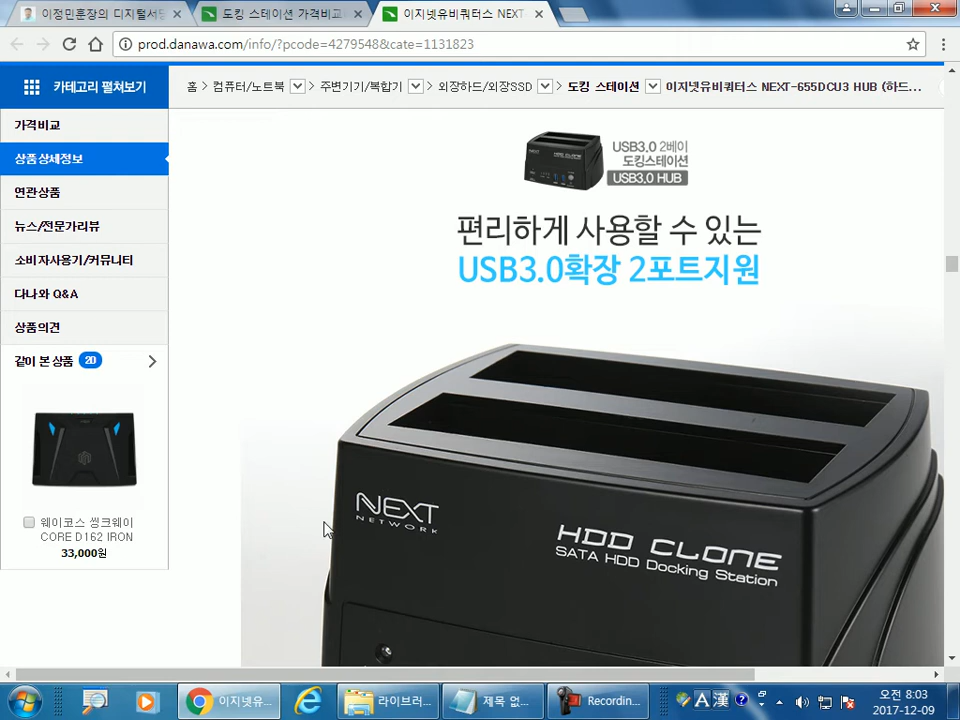 이정민훈장의 디지털서당
도킹 스테이션 가격비교
이지넷유비쿼터스 NEXT
prod.danawa.com/info/?pcode=4279548&cate=1131823
카테고리 펼쳐보기
홈 > 컴퓨터/노트북 > 주변기기/복합기 > 외장하드/외장SSD > 도킹 스테이션 이지넷유비쿼터스 NEXT-655DCU3 HUB (하드...
가격비교
상품상세정보
연관상품
뉴스/전문가리뷰
소비자사용기/커뮤니티
다나와 Q&A
상품의견
같이 본 상품 20
웨이코스 씽크웨이
CORE D162 IRON
33,000원
USB3.0 2베이
도킹스테이션
USB3.0 HUB
편리하게 사용할 수 있는
USB3.0확장 2포트지원
NEXT
NETWORK
HDD CLONE
SATA HDD Docking Station
이지넷유...
라이브러...
제목 없...
Recordin...
A 漢
오전 8:03
2017-12-09